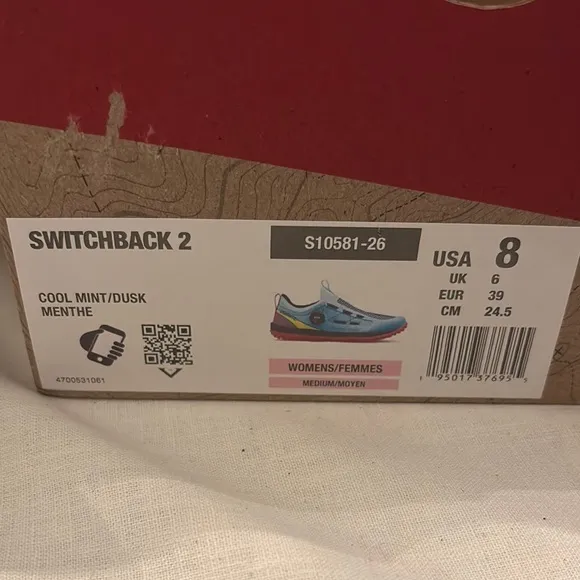 SWITCHBACK 2
S10581-26
USA 8
UK 6
EUR 39
CM 24.5
COOL MINT/DUSK
MENTHE
WOMENS/FEMMES
MEDIUM/MOYEN
4700531061
1 95017 37695 5